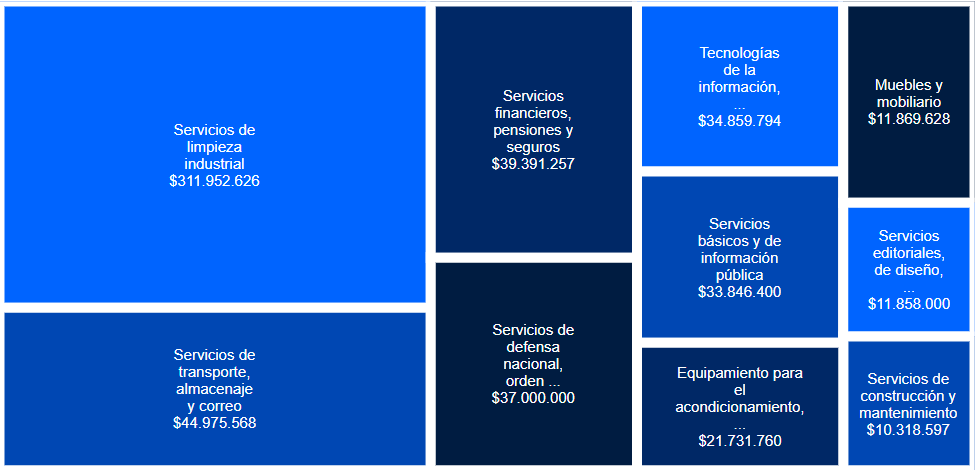 Servicios de
limpieza
industrial
$311.952.626
Servicios de
transporte,
almacenaje
y correo
$44.975.568
Servicios
financieros,
pensiones y
seguros
$39.391.257
Servicios de
defensa
nacional,
orden ...
$37.000.000
Tecnologías
de la
información,
...
$34.859.794
Servicios
básicos y de
información
pública
$33.846.400
Equipamiento para
el
acondicionamiento,
...
$21.731.760
Muebles y
mobiliario
$11.869.628
Servicios
editoriales,
de diseño,
...
$11.858.000
Servicios de
construcción y
mantenimiento
$10.318.597